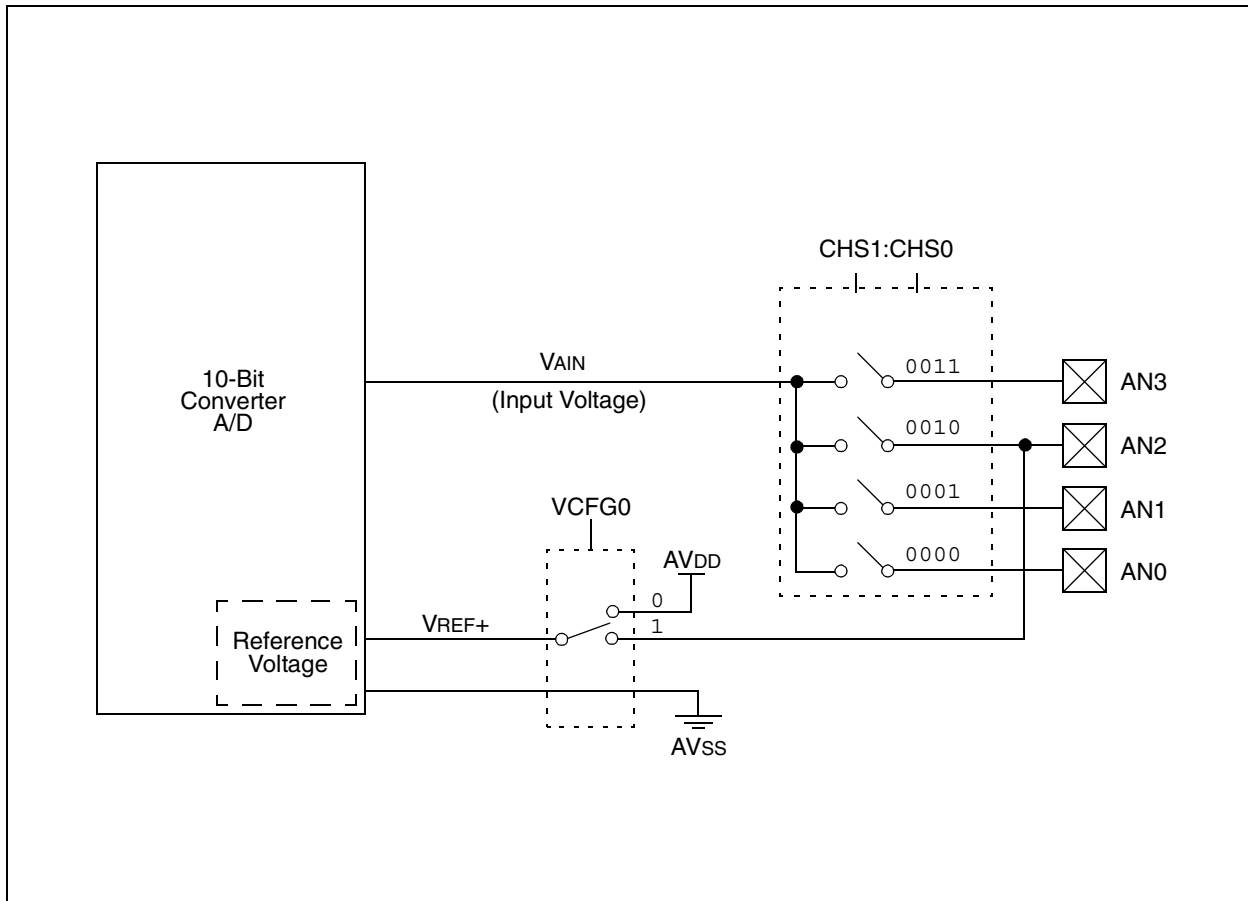 CHS1:CHS0
VAIN
(Input Voltage)
10-Bit
Converter
A/D
0011
AN3
0010
AN2
0001
AN1
0000
AN0
VCFG0
AVDD
0
1
VREF+
Reference
Voltage
AVSS